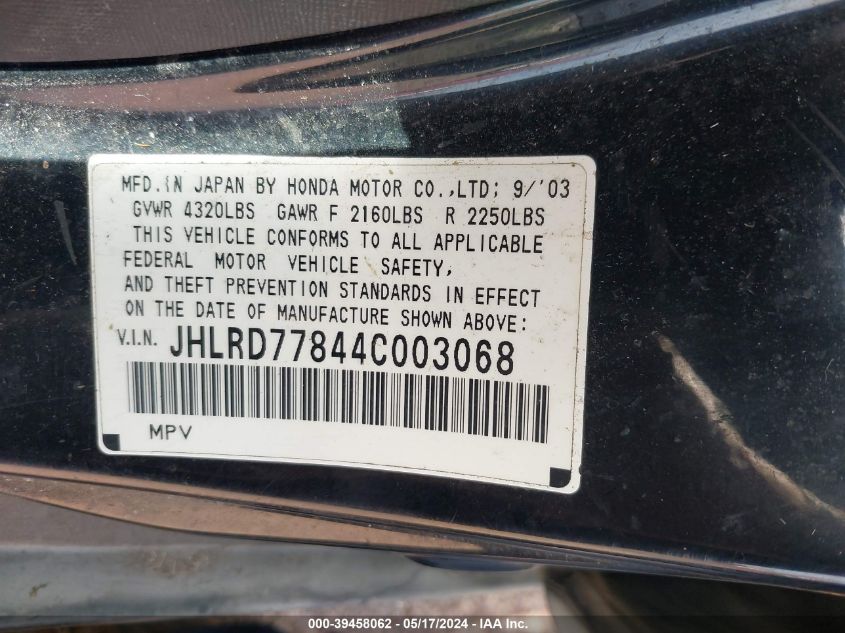 MFD.IN JAPAN BY HONDA MOTOR CO.,LTD; 9/'03
GVWR 4320LBS GAWR F 2160LBS R 2250LBS
THIS VEHICLE CONFORMS TO ALL APPLICABLE
FEDERAL MOTOR VEHICLE SAFETY,
AND THEFT PREVENTION STANDARDS IN EFFECT
ON THE DATE OF MANUFACTURE SHOWN ABOVE:
V.I.N. JHLRD77844C003068
MPV
000-39458062 - 05/17/2024 - IAA Inc.